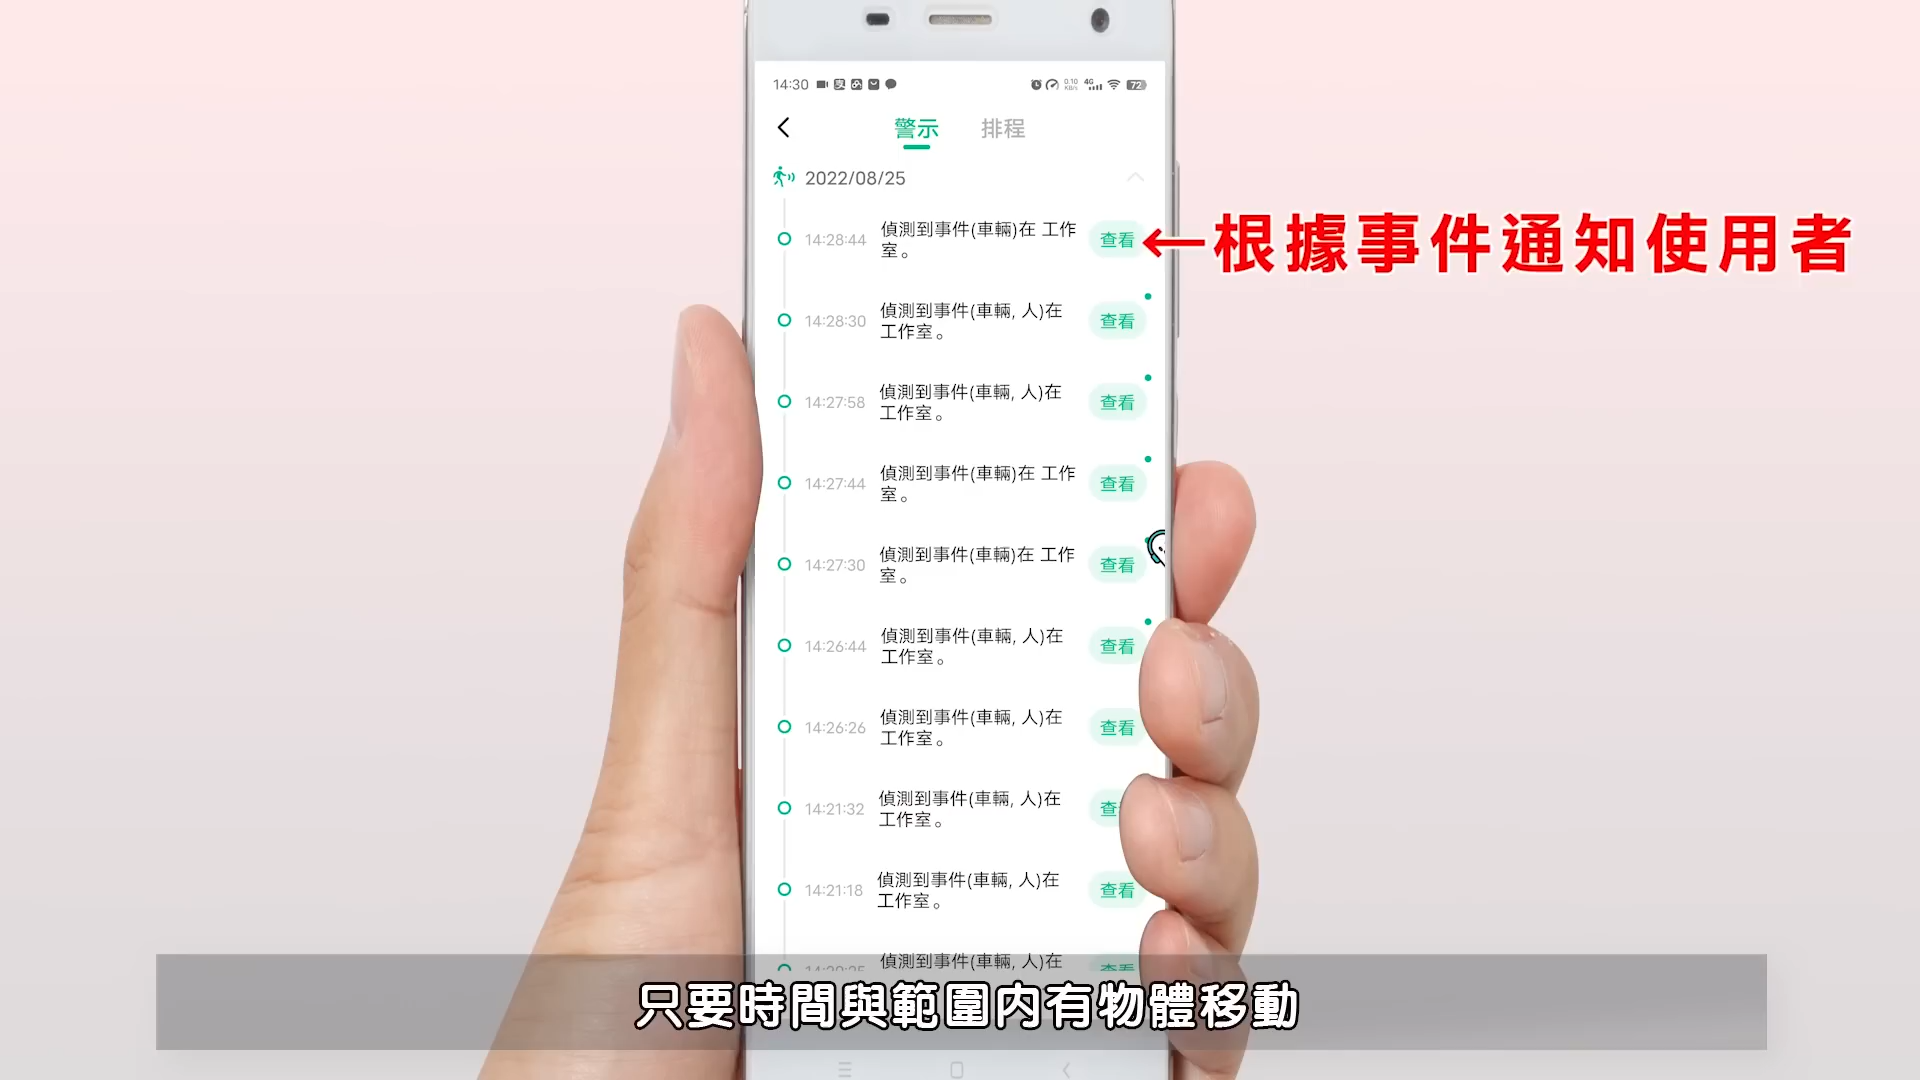 14:30
0.10
KB/s
4G
72
警示 排程
2022/08/25
14:28:44 偵測到事件(車輛)在 工作
室。
查看
←根據事件通知使用者
14:28:30 偵測到事件(車輛, 人)在
工作室。
查看
14:27:58 偵測到事件(車輛, 人)在
工作室。
查看
14:27:44 偵測到事件(車輛)在 工作
室。
查看
14:27:30 偵測到事件(車輛)在 工作
室。
查看
14:26:44 偵測到事件(車輛, 人)在
工作室。
查看
14:26:26 偵測到事件(車輛, 人)在
工作室。
查看
14:21:32 偵測到事件(車輛, 人)在
工作室。
查
14:21:18 偵測到事件(車輛, 人)在
工作室。
查看
偵測到事件(車輛, 人)在
查看
只要時間與範圍內有物體移動